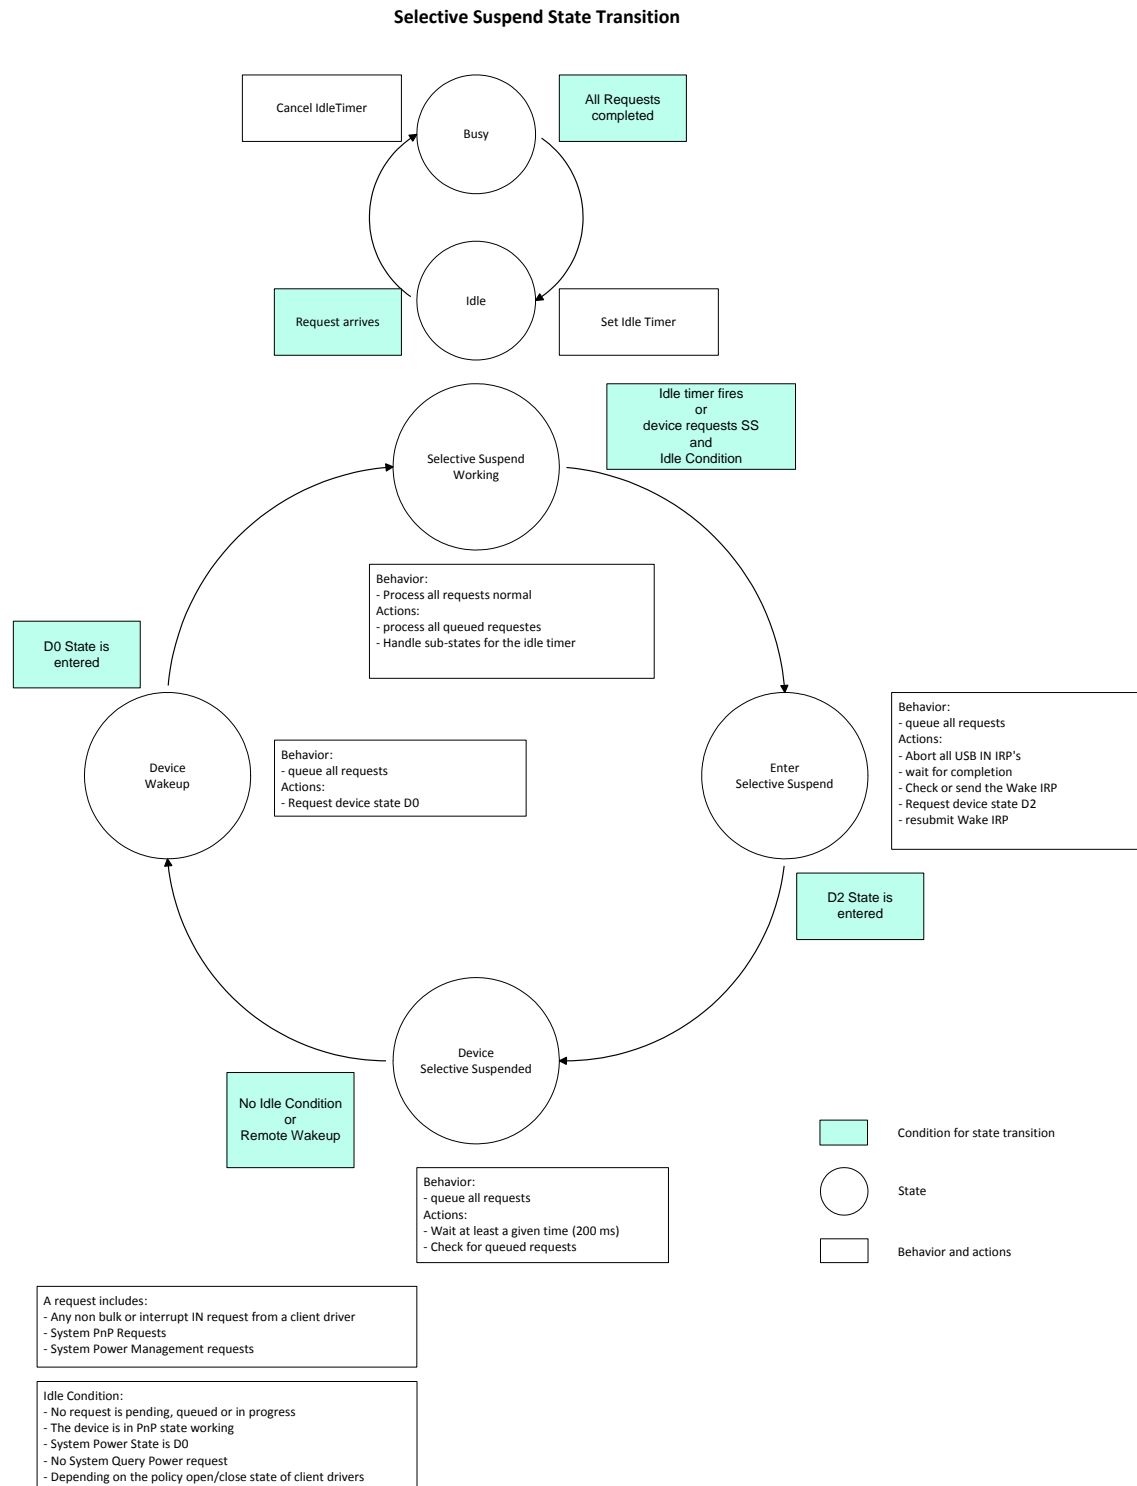 Selective Suspend State Transition
Cancel IdleTimer
Busy
All Requests
completed
Idle
Request arrives
Set Idle Timer
Idle timer fires
or
device requests SS
and
Idle Condition
Selective Suspend
Working
Behavior:
- Process all requests normal
Actions:
- process all queued requestes
- Handle sub-states for the idle timer
D0 State is
entered
Device
Wakeup
Behavior:
- queue all requests
Actions:
- Request device state D0
Enter
Selective Suspend
Behavior:
- queue all requests
Actions:
- Abort all USB IN IRP's
- wait for completion
- Check or send the Wake IRP
- Request device state D2
- resubmit Wake IRP
D2 State is
entered
Device
Selective Suspended
No Idle Condition
or
Remote Wakeup
Behavior:
- queue all requests
Actions:
- Wait at least a given time (200 ms)
- Check for queued requests
Condition for state transition
State
Behavior and actions
A request includes:
- Any non bulk or interrupt IN request from a client driver
- System PnP Requests
- System Power Management requests
Idle Condition:
- No request is pending, queued or in progress
- The device is in PnP state working
- System Power State is D0
- No System Query Power request
- Depending on the policy open/close state of client drivers